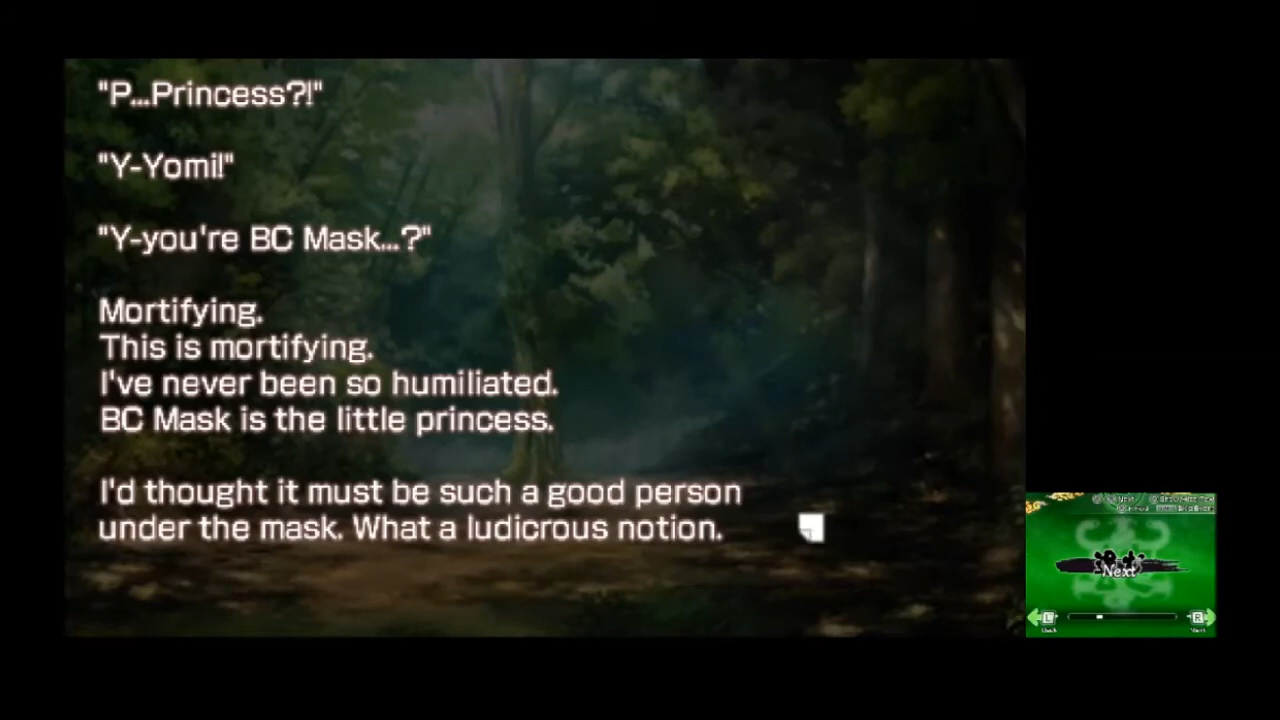 "P...Princess?!"
"Y-Yomi!"
"Y-you're BC Mask...?"
Mortifying.
This is mortifying.
I've never been so humiliated.
BC Mask is the little princess.
I'd thought it must be such a good person
under the mask. What a ludicrous notion.
Next
L
R